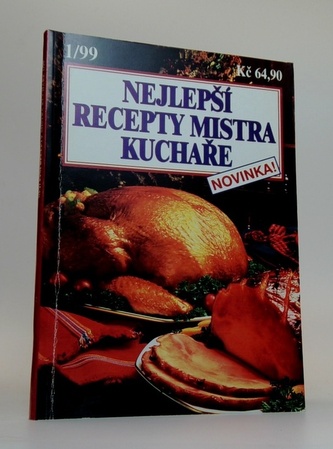 1/99
Kč 64,90
NEJLEPŠÍ
RECEPTY MISTRA
KUCHAŘE
NOVINKA!